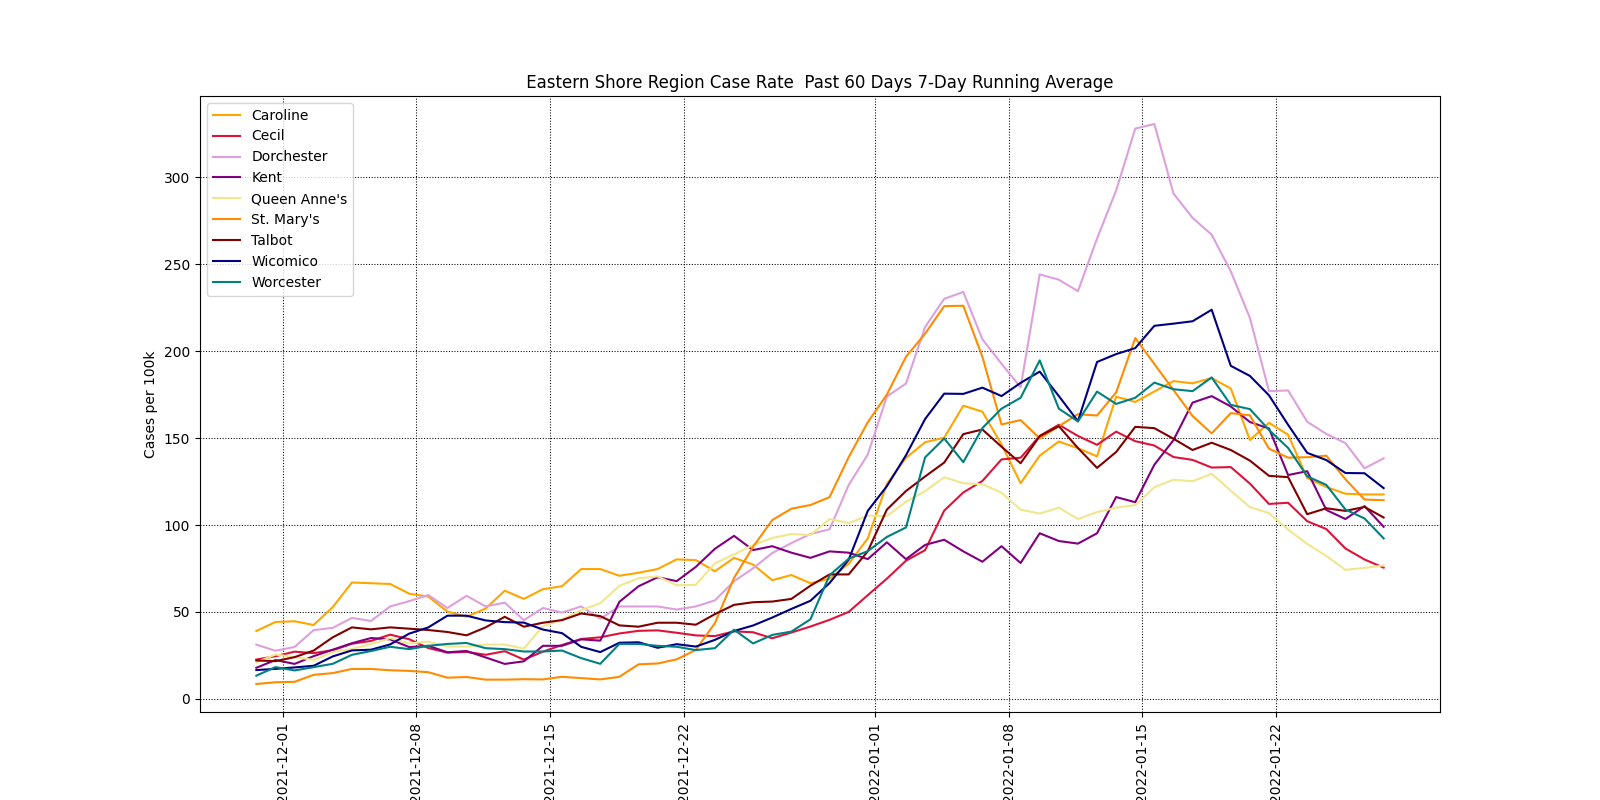 Eastern Shore Region Case Rate  Past 60 Days 7-Day Running Average
Caroline
Cecil
Dorchester
Kent
Queen Anne's
St. Mary's
Talbot
Wicomico
Worcester
Cases per 100k
300
250
200
150
100
50
0
2021-12-01
2021-12-08
2021-12-15
2021-12-22
2022-01-01
2022-01-08
2022-01-15
2022-01-22